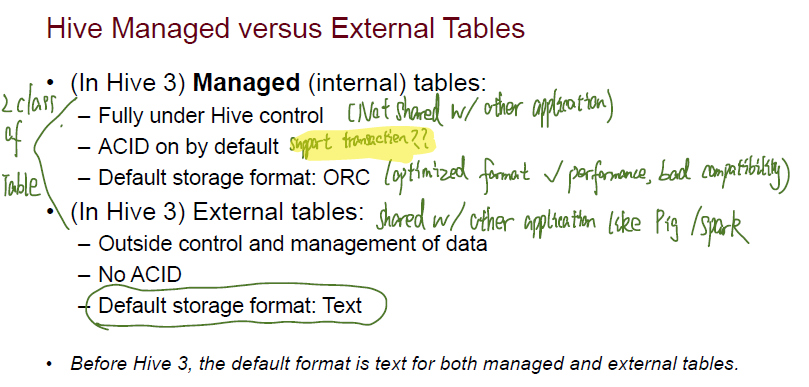 Hive Managed versus External Tables
• (In Hive 3) Managed (internal) tables:
2 class of Table
– Fully under Hive control (Not shared w/ other application)
– ACID on by default support transaction??
– Default storage format: ORC (optimized format ✓ performance, bad compatibility)
• (In Hive 3) External tables: shared w/ other application like Pig / spark
– Outside control and management of data
– No ACID
– Default storage format: Text
• Before Hive 3, the default format is text for both managed and external tables.